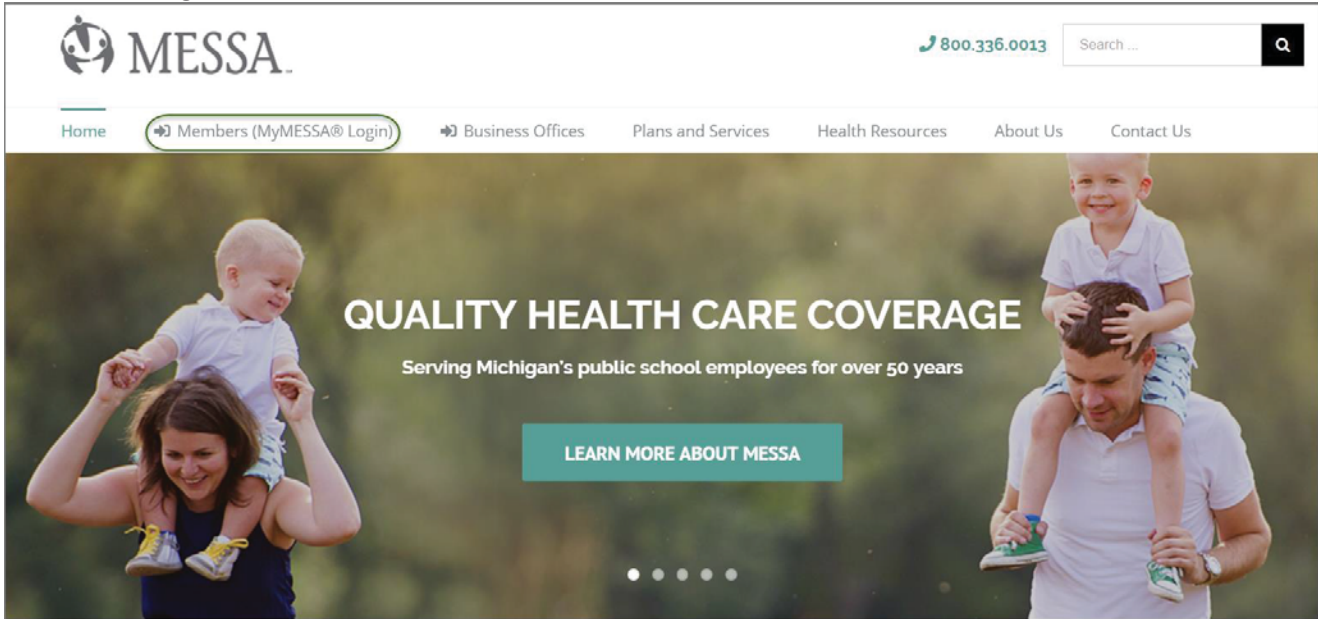 MESSA
800.336.0013
Search ...
Home
Members (MyMESSA® Login)
Business Offices
Plans and Services
Health Resources
About Us
Contact Us
QUALITY HEALTH CARE COVERAGE
Serving Michigan's public school employees for over 50 years
LEARN MORE ABOUT MESSA